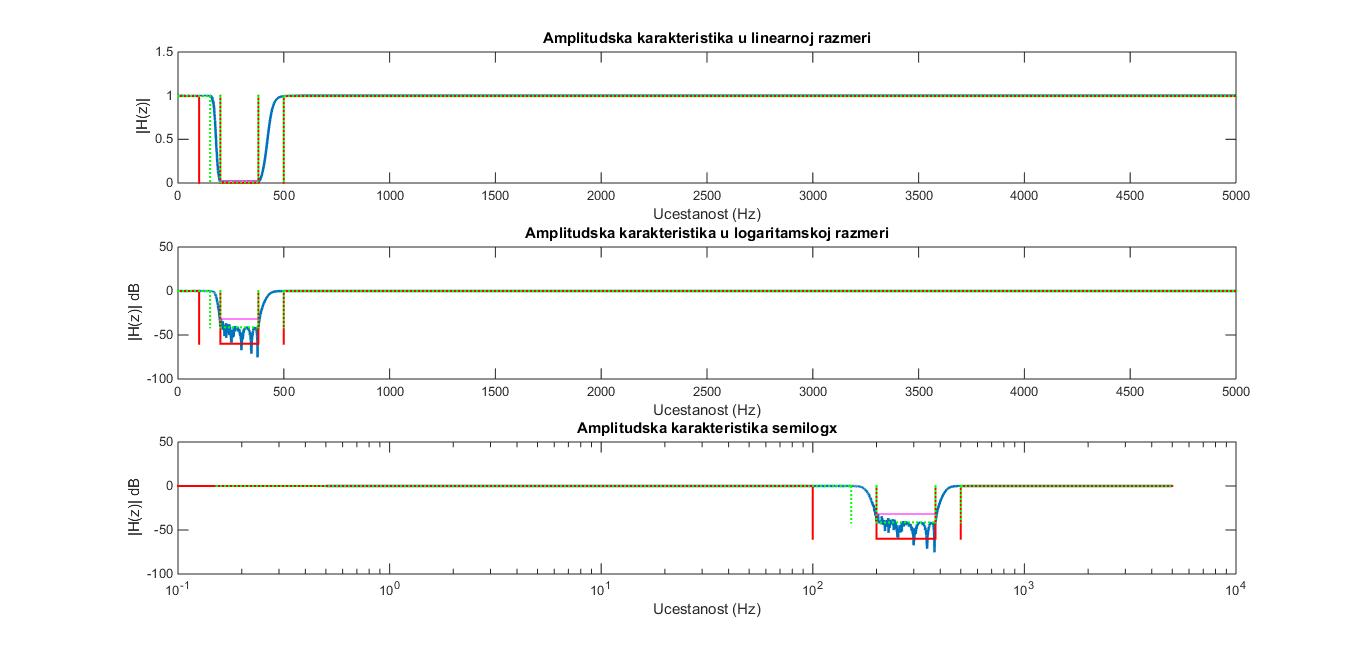 Amplitudska karakteristika u linearnoj razmeri
1.5
1
0.5
0
|H(z)|
0 500 1000 1500 2000 2500 3000 3500 4000 4500 5000
Ucestanost (Hz)
Amplitudska karakteristika u logaritamskoj razmeri
50
0
-50
-100
|H(z)| dB
0 500 1000 1500 2000 2500 3000 3500 4000 4500 5000
Ucestanost (Hz)
Amplitudska karakteristika semilogx
50
0
-50
-100
|H(z)| dB
10⁻¹ 10⁰ 10¹ 10² 10³ 10⁴
Ucestanost (Hz)